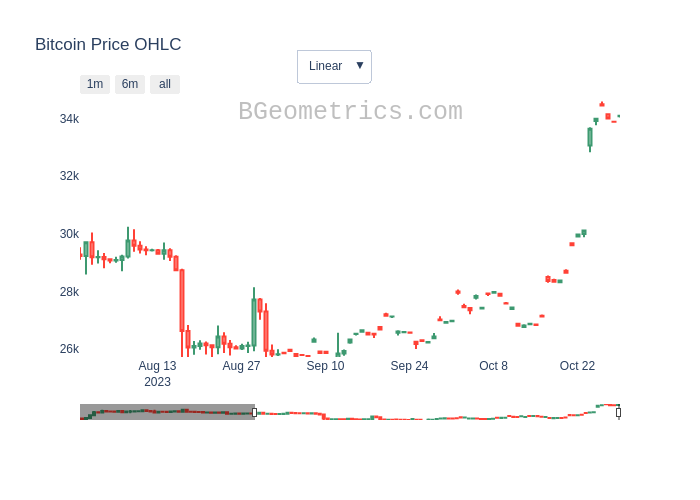 Bitcoin Price OHLC
Linear ▼
1m 6m all
BGeometrics.com
34k
32k
30k
28k
26k
Aug 13 Aug 27 Sep 10 Sep 24 Oct 8 Oct 22
2023